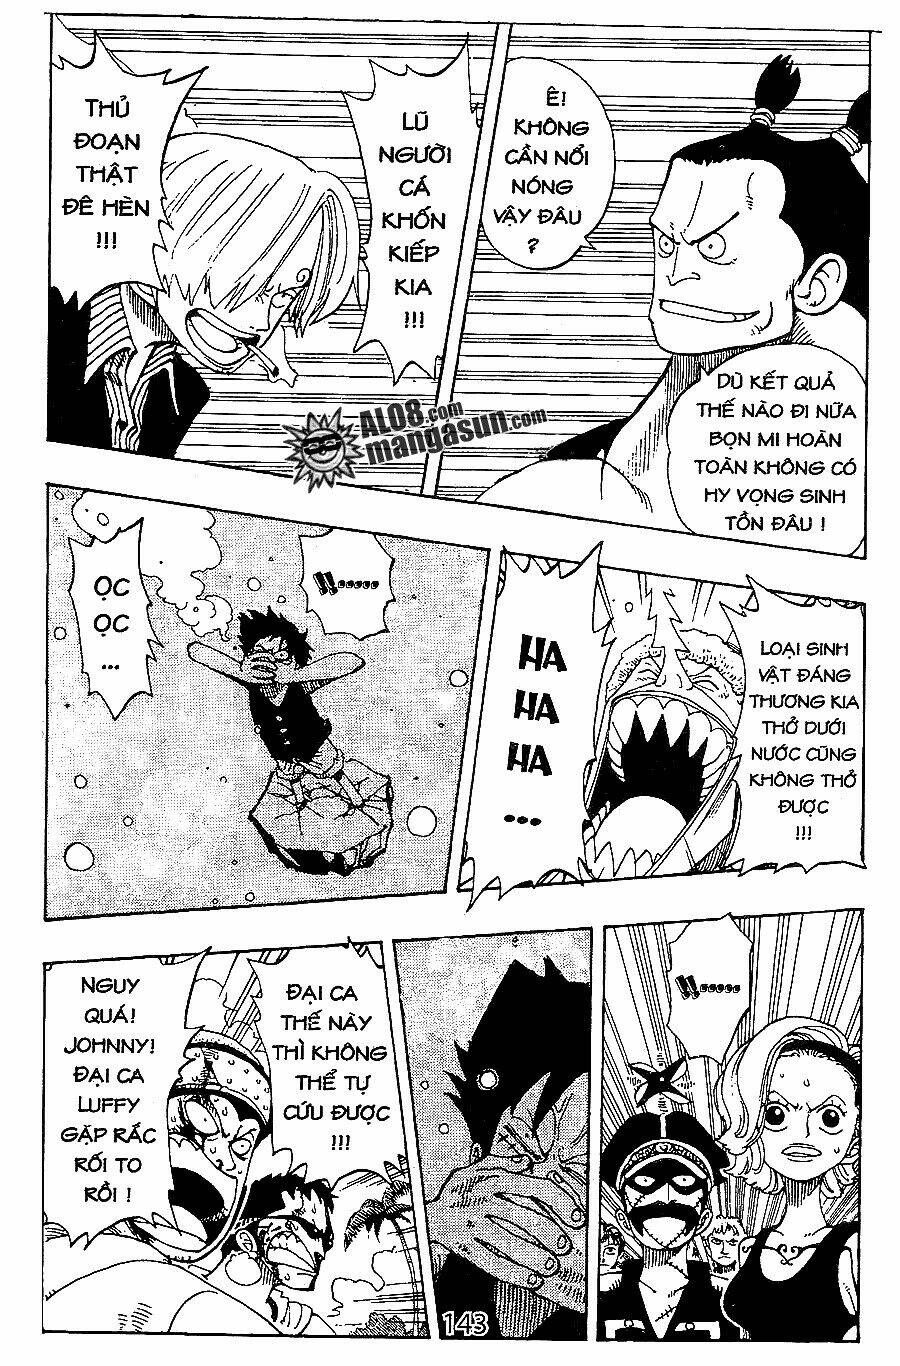 Ê!
KHÔNG
CẦN NỔI
NÓNG
VẬY ĐÂU
?
DÙ KẾT QUẢ
THẾ NÀO ĐI NỮA
BỌN MI HOÀN
TOÀN KHÔNG CÓ
HY VỌNG SINH
TỒN ĐÂU !
LŨ
NGƯỜI
CÁ
KHỐN
KIẾP
KIA
!!!
THỦ
ĐOẠN
THẬT
ĐÊ HÈN
!!!
ALO8.com
mangasun.com
LOẠI SINH
VẬT ĐÁNG
THƯƠNG KIA
THỞ DƯỚI
NƯỚC CŨNG
KHÔNG THỞ
ĐƯỢC
!!!
HA
HA
HA
...
!!......
ỌC
ỌC
...
!!......
ĐẠI CA
THẾ NÀY
THÌ KHÔNG
THỂ TỰ
CỨU ĐƯỢC
!!!
NGUY
QUÁ!
JOHNNY!
ĐẠI CA
LUFFY
GẶP RẮC
RỐI TO
RỒI !
143